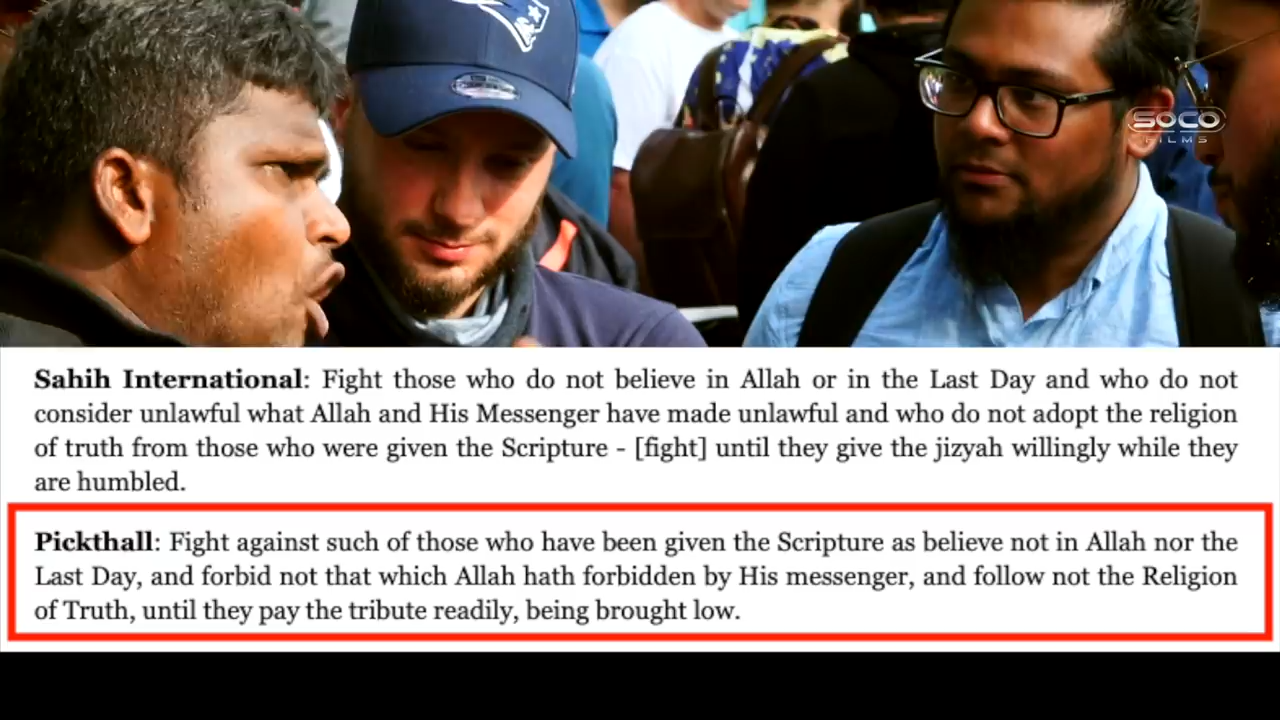 SOCO
FILMS
Sahih International: Fight those who do not believe in Allah or in the Last Day and who do not
consider unlawful what Allah and His Messenger have made unlawful and who do not adopt the religion
of truth from those who were given the Scripture - [fight] until they give the jizyah willingly while they
are humbled.
Pickthall: Fight against such of those who have been given the Scripture as believe not in Allah nor the
Last Day, and forbid not that which Allah hath forbidden by His messenger, and follow not the Religion
of Truth, until they pay the tribute readily, being brought low.